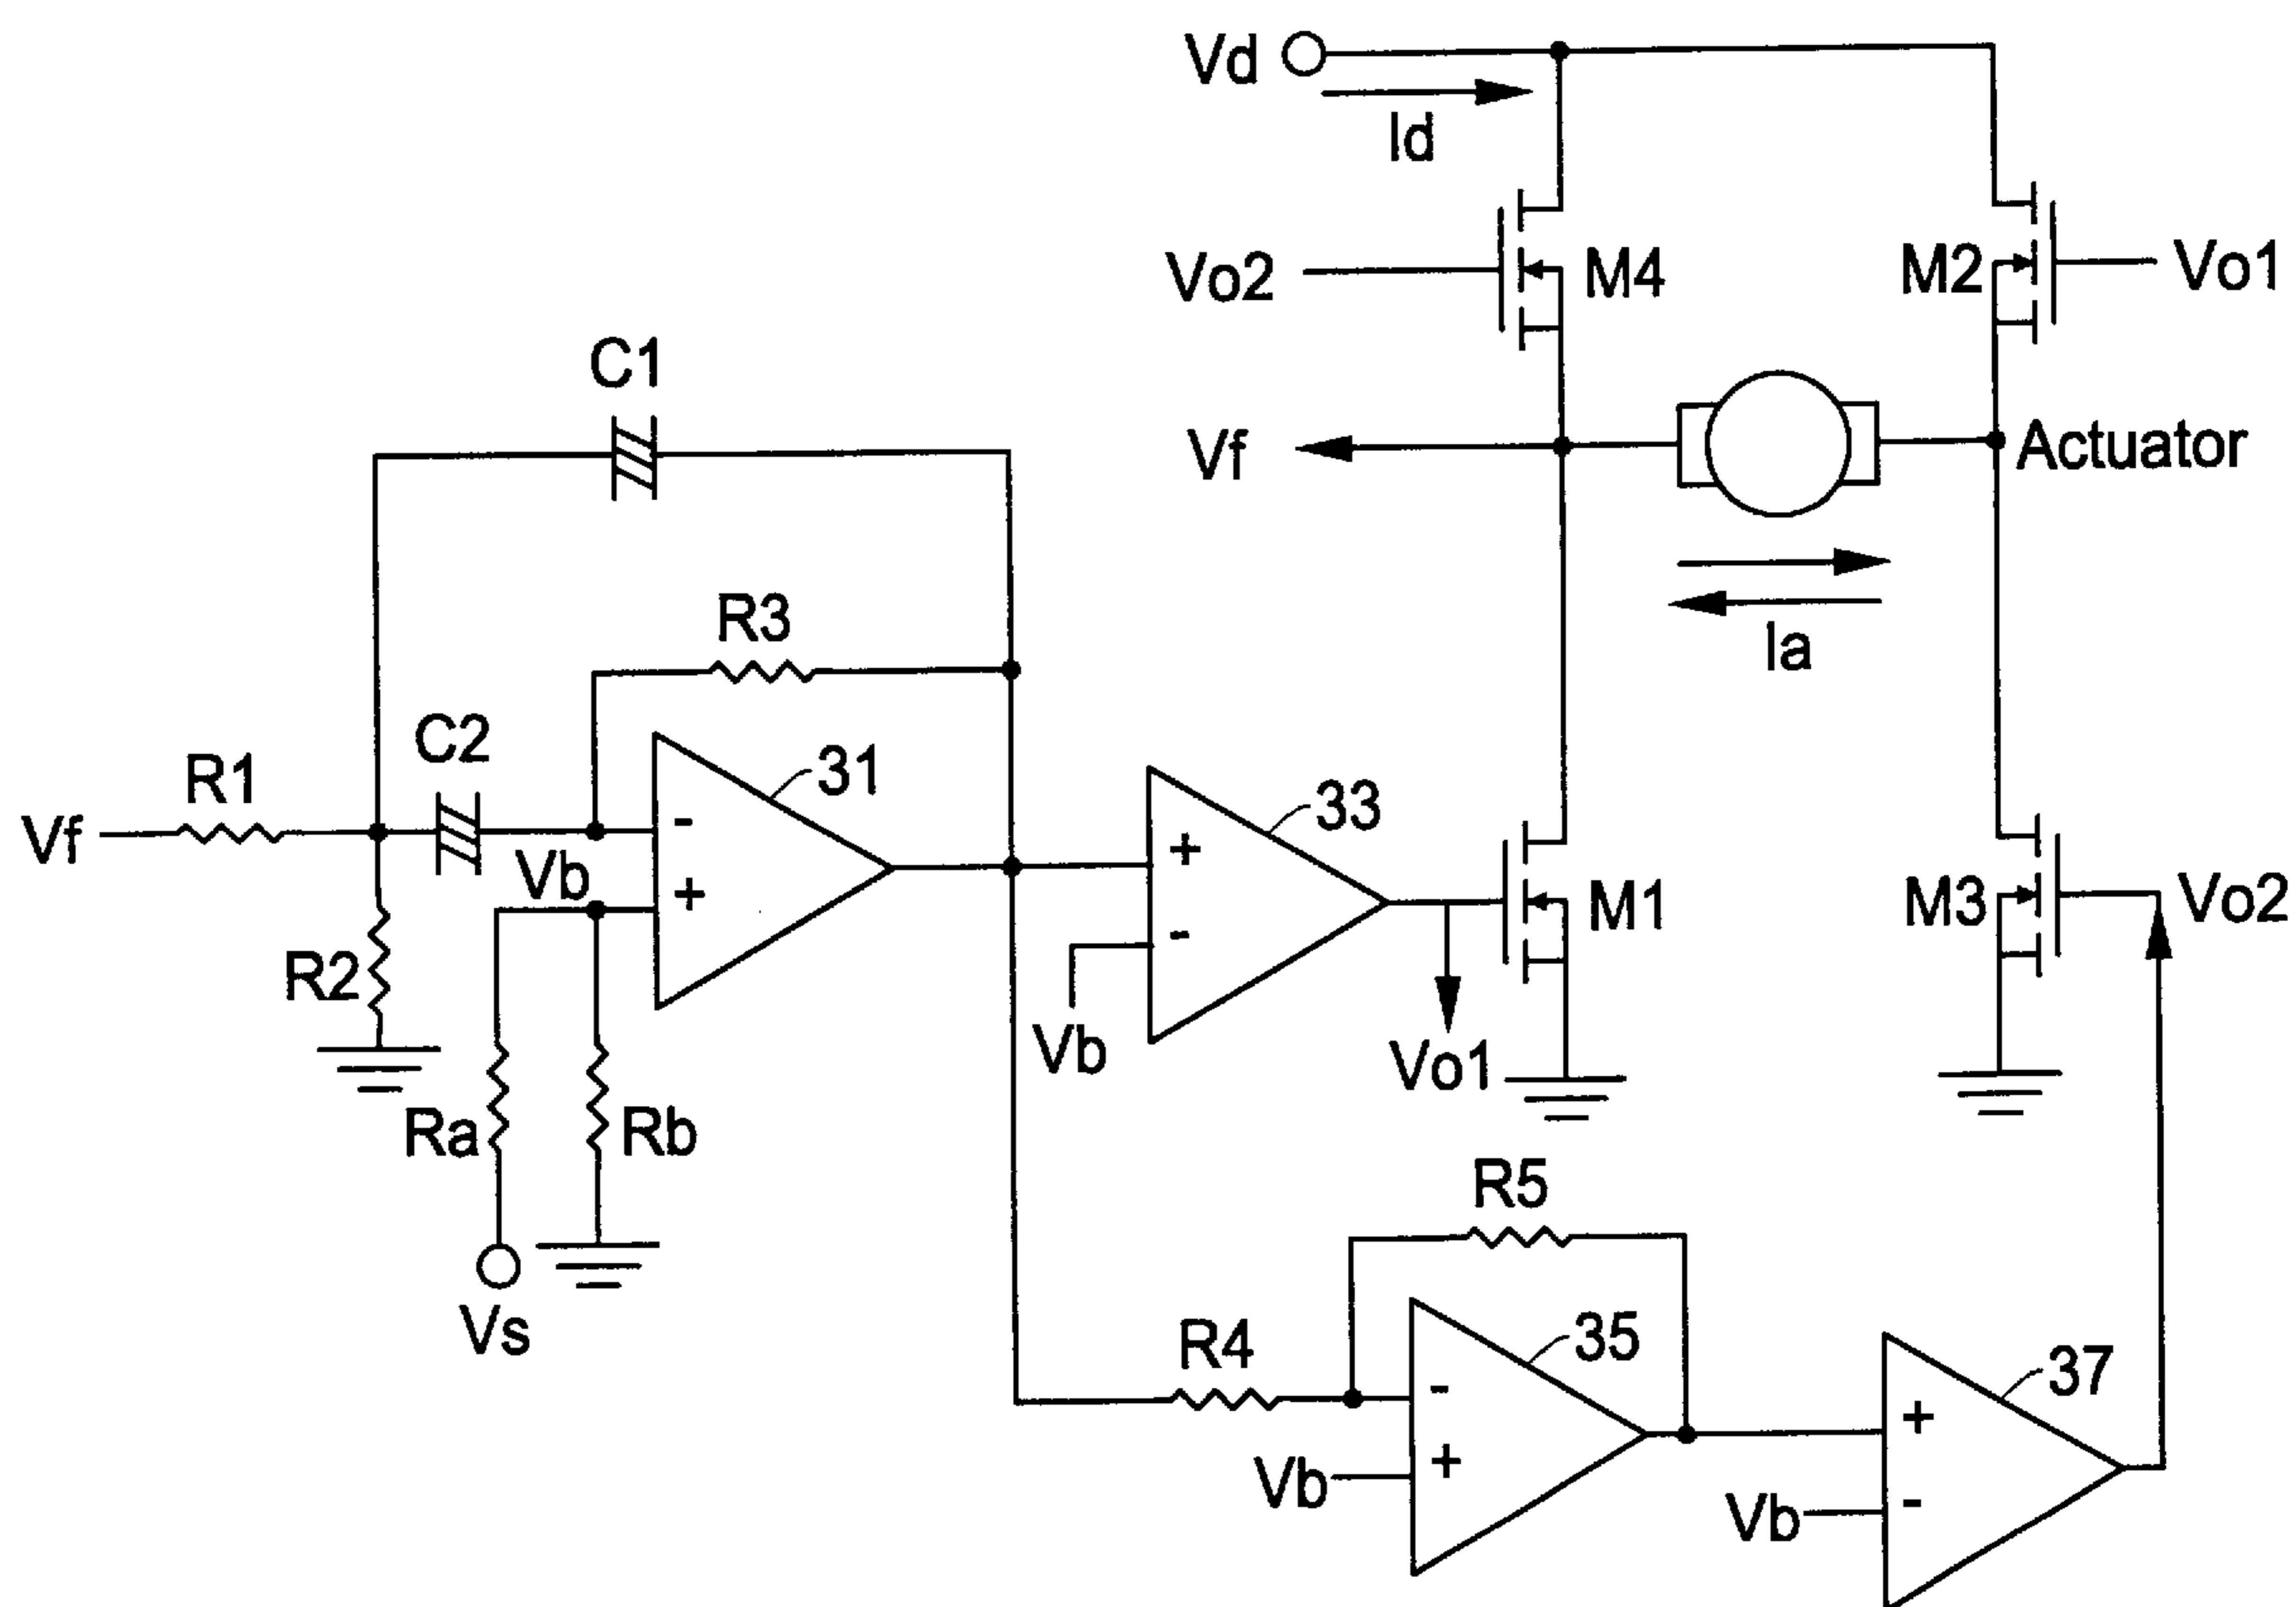 Vd
Id
Vo2
M4
M2
Vo1
C1
Vf
Actuator
Ia
R3
C2
R1
31
33
Vf
Vb
-
+
+
-
M1
M3
Vo2
R2
Vb
Vo1
Ra
Rb
R5
Vs
R4
35
37
-
+
+
-
Vb
Vb